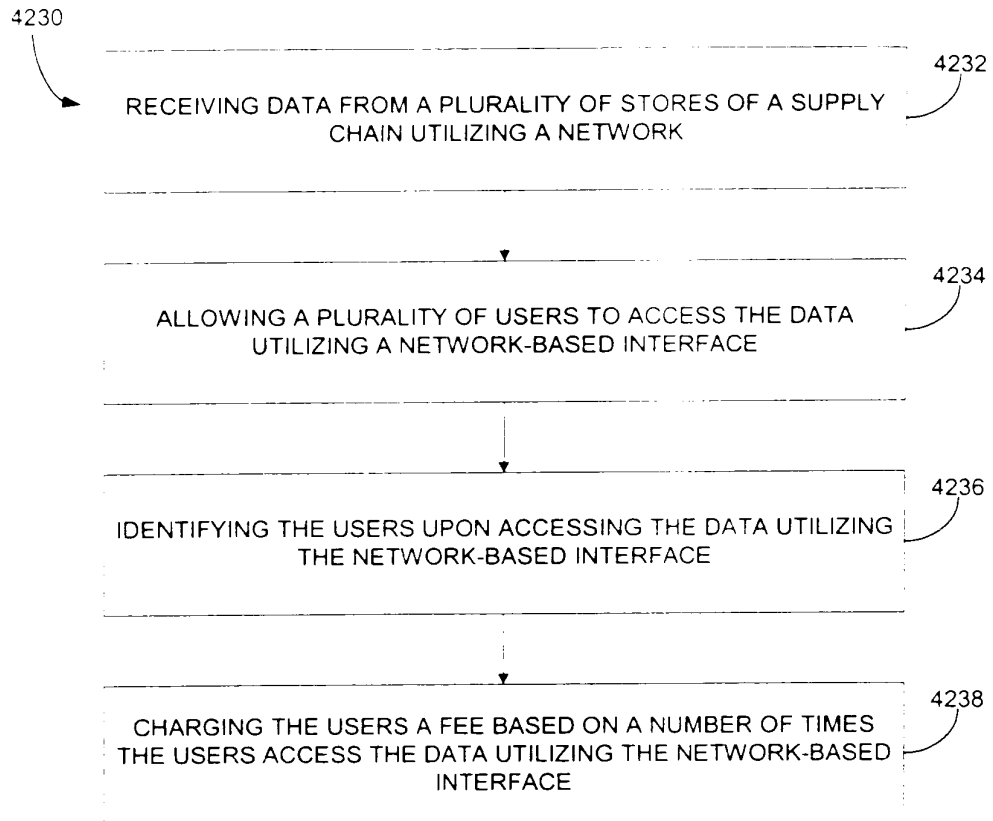 4230
4232
RECEIVING DATA FROM A PLURALITY OF STORES OF A SUPPLY
CHAIN UTILIZING A NETWORK
4234
ALLOWING A PLURALITY OF USERS TO ACCESS THE DATA
UTILIZING A NETWORK-BASED INTERFACE
4236
IDENTIFYING THE USERS UPON ACCESSING THE DATA UTILIZING
THE NETWORK-BASED INTERFACE
4238
CHARGING THE USERS A FEE BASED ON A NUMBER OF TIMES
THE USERS ACCESS THE DATA UTILIZING THE NETWORK-BASED
INTERFACE